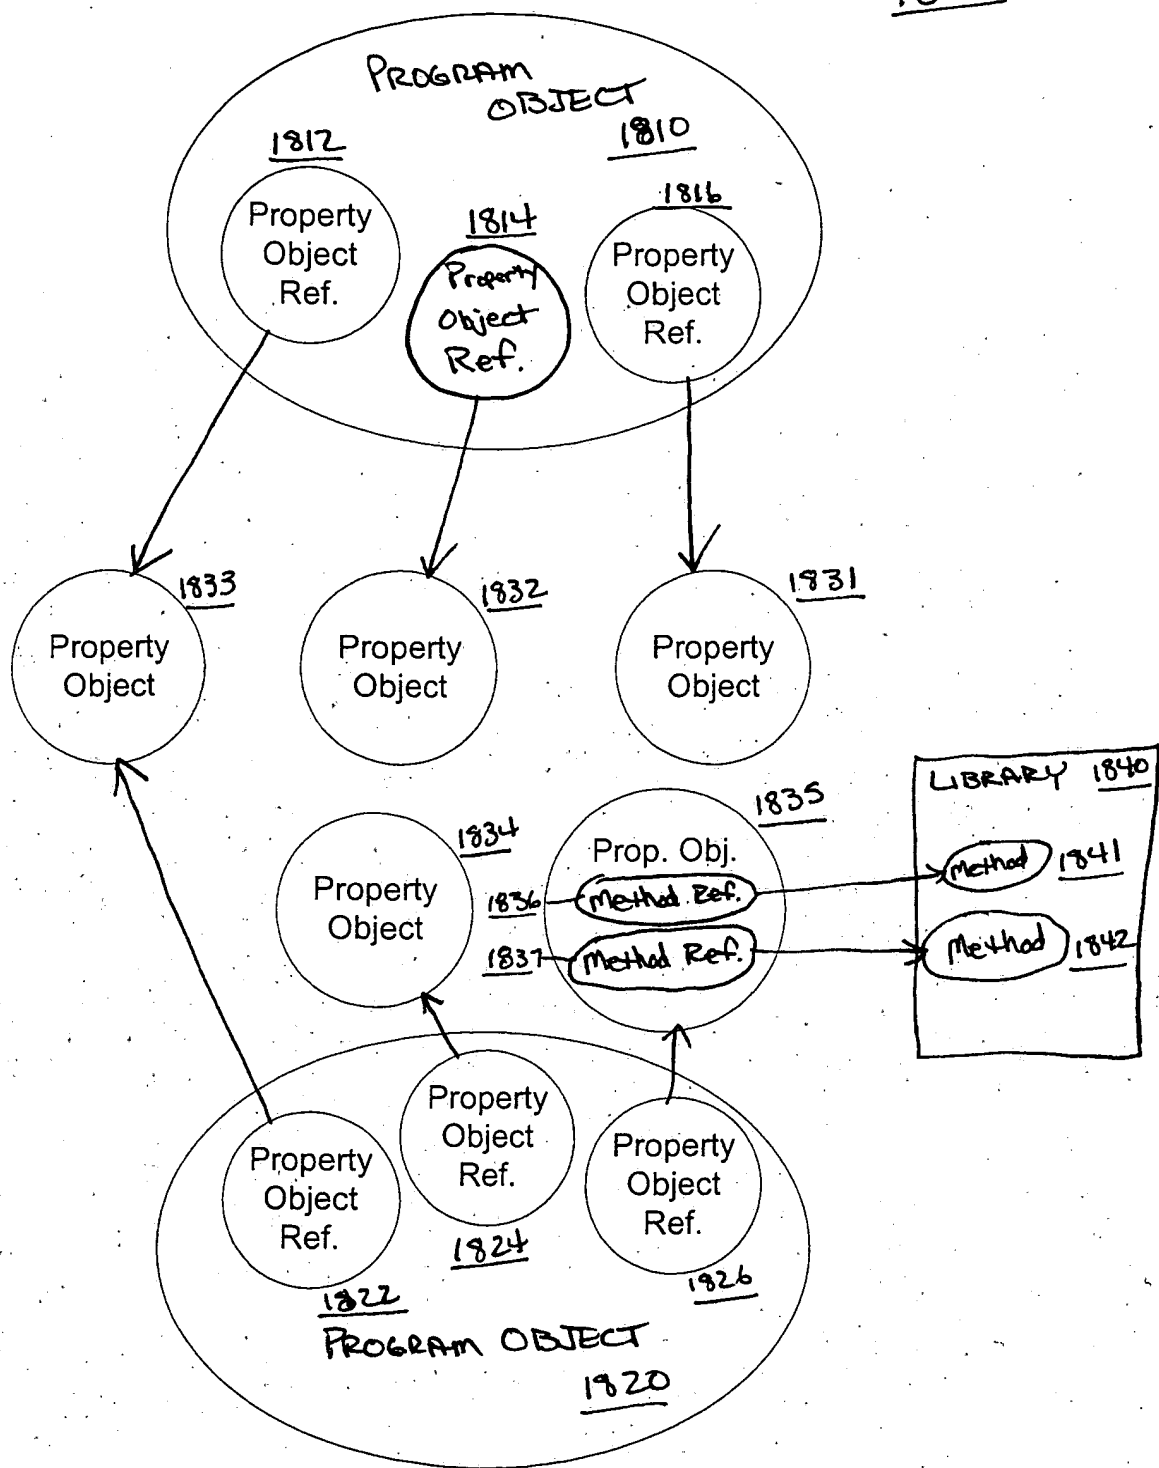 PROGRAM
OBJECT
1812
1810
1816
1814
Property
Object
Ref.
Property
Object
Ref.
Property
Object
Ref.
1833
1832
1831
Property
Object
Property
Object
Property
Object
LIBRARY 1840
1835
1834
Prop. Obj.
Method 1841
Property
Object
1836
Method Ref.
1837
Method Ref.
Method 1842
Property
Object
Ref.
Property
Object
Ref.
Property
Object
Ref.
1824
1826
1822
PROGRAM OBJECT
1820